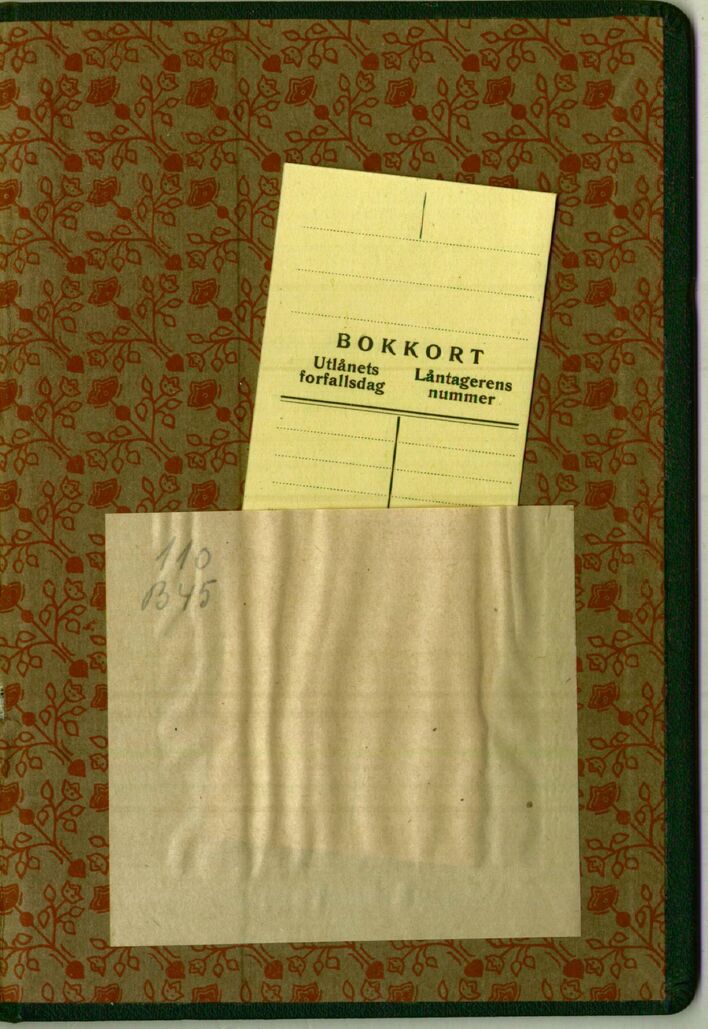 BOKKORT
Utlånets Låntagerens
forfallsdag nummer
110
B45